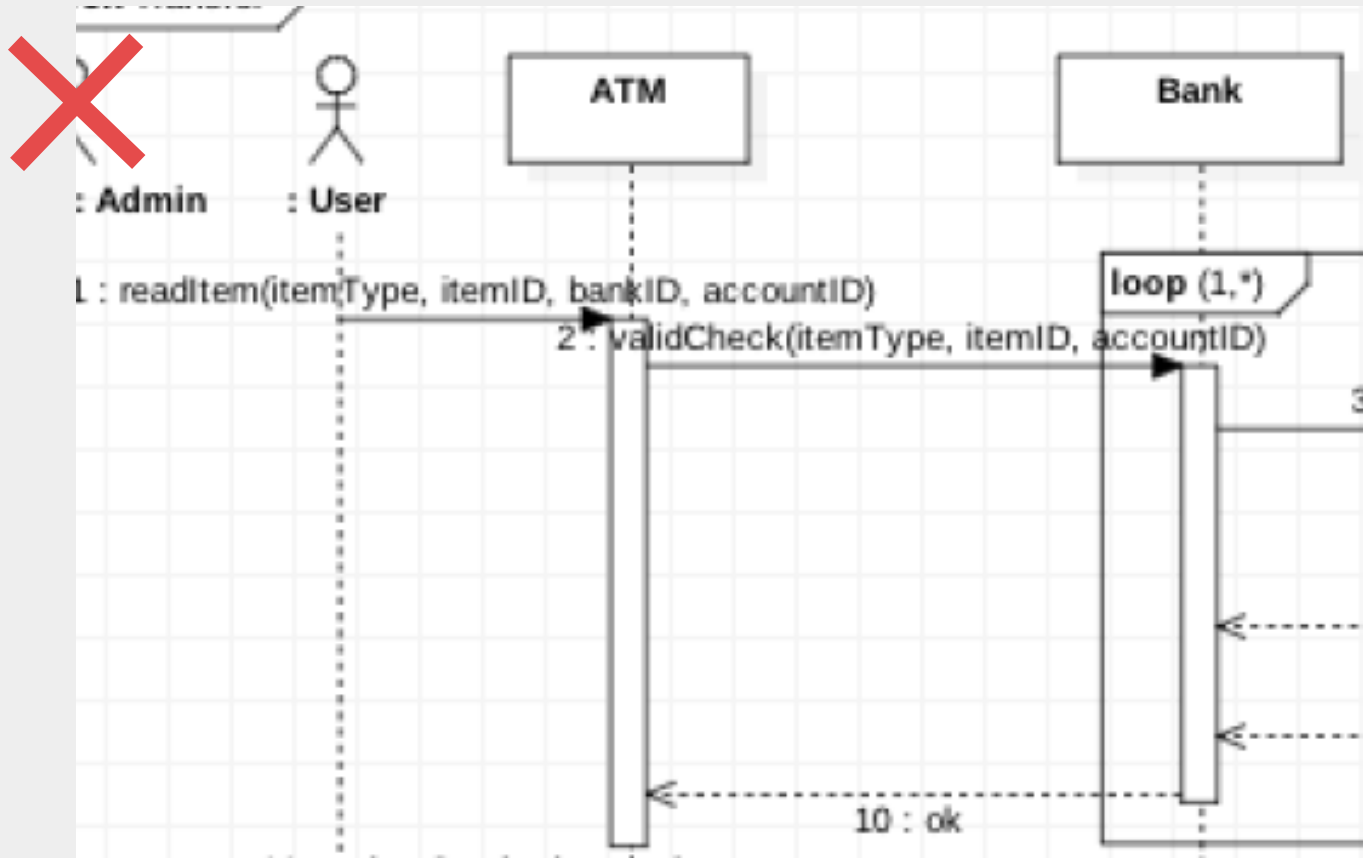 ATM
Bank
: Admin
: User
1 : readItem(itemType, itemID, bankID, accountID)
loop (1,*)
2 : validCheck(itemType, itemID, accountID)
3
10 : ok